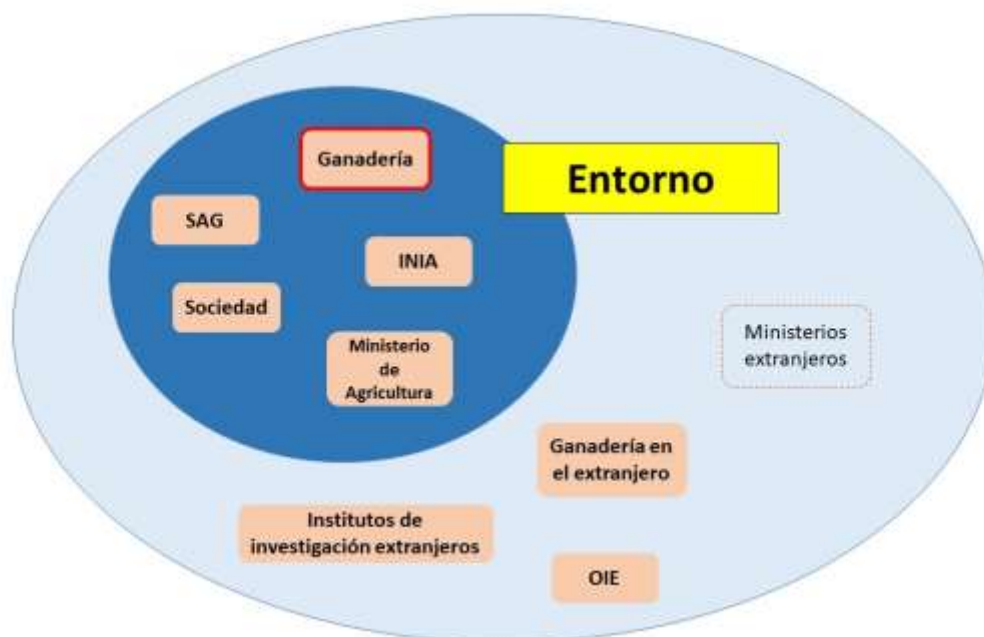 Ganadería
Entorno
SAG
INIA
Sociedad
Ministerio
de
Agricultura
Ministerios
extranjeros
Ganadería en
el extranjero
Institutos de
investigación extranjeros
OIE